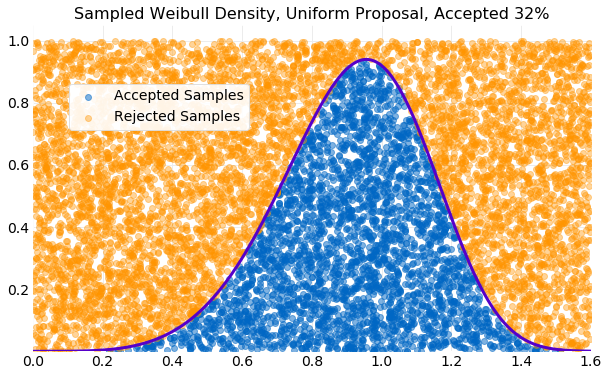 Sampled Weibull Density, Uniform Proposal, Accepted 32%
1.0
Accepted Samples
0.8
Rejected Samples
0.6
0.4
0.2
0.0 0.2 0.4 0.6 0.8 1.0 1.2 1.4 1.6